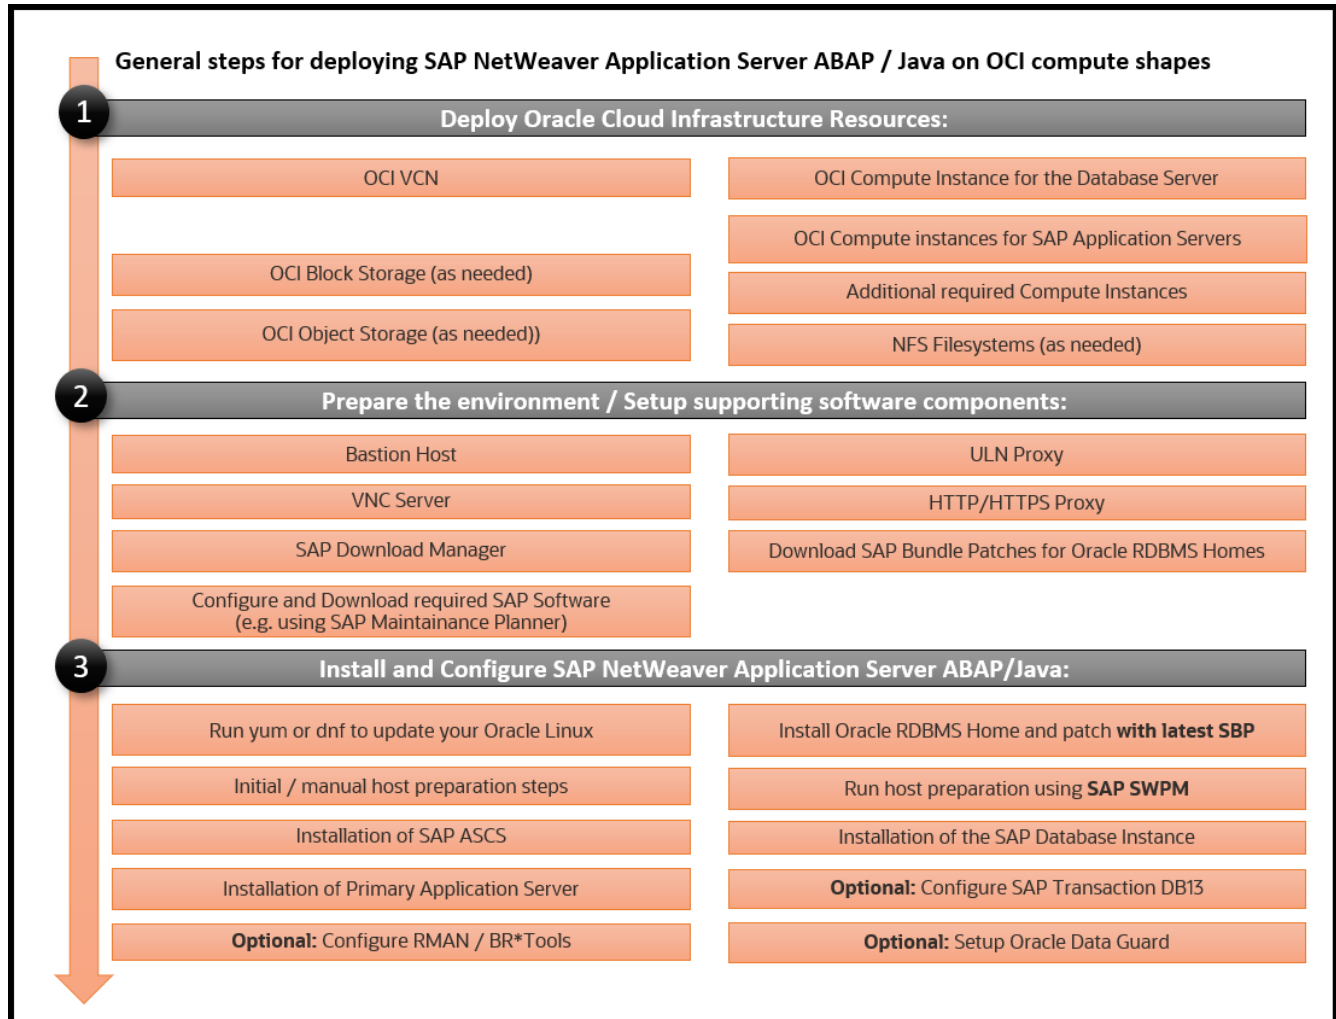 General steps for deploying SAP NetWeaver Application Server ABAP / Java on OCI compute shapes
1
Deploy Oracle Cloud Infrastructure Resources:
OCI VCN
OCI Compute Instance for the Database Server
OCI Compute instances for SAP Application Servers
OCI Block Storage (as needed)
Additional required Compute Instances
OCI Object Storage (as needed))
NFS Filesystems (as needed)
2
Prepare the environment / Setup supporting software components:
Bastion Host
ULN Proxy
VNC Server
HTTP/HTTPS Proxy
SAP Download Manager
Download SAP Bundle Patches for Oracle RDBMS Homes
Configure and Download required SAP Software
(e.g. using SAP Maintainance Planner)
3
Install and Configure SAP NetWeaver Application Server ABAP/Java:
Run yum or dnf to update your Oracle Linux
Install Oracle RDBMS Home and patch with latest SBP
Initial / manual host preparation steps
Run host preparation using SAP SWPM
Installation of SAP ASCS
Installation of the SAP Database Instance
Installation of Primary Application Server
Optional: Configure SAP Transaction DB13
Optional: Configure RMAN / BR*Tools
Optional: Setup Oracle Data Guard